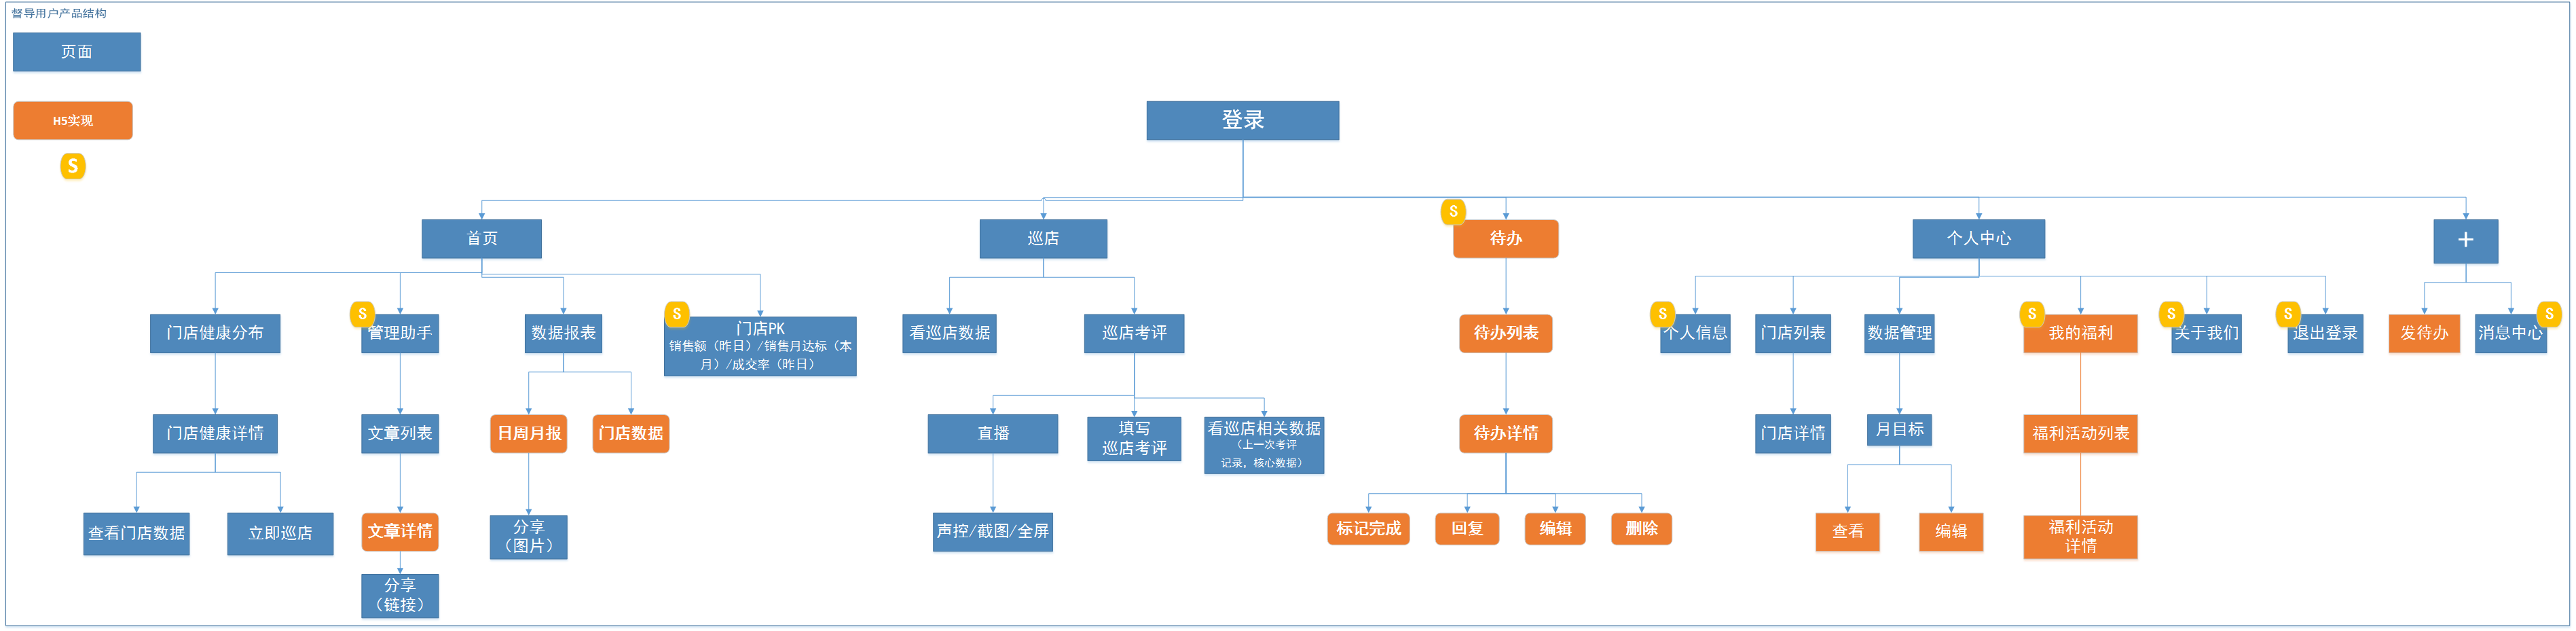 督导用户产品结构
页面
H5实现
S
登录
首页
巡店
S
待办
个人中心
+
门店健康分布
S
管理助手
数据报表
S
门店PK
销售额（昨日）/销售月达标（本
月）/成交率（昨日）
看巡店数据
巡店考评
待办列表
S
个人信息
门店列表
数据管理
S
我的福利
S
关于我们
S
退出登录
发待办
消息中心
S
门店健康详情
文章列表
日周月报
门店数据
直播
填写
巡店考评
看巡店相关数据
（上一次考评
记录，核心数据）
待办详情
门店详情
月目标
福利活动列表
查看门店数据
立即巡店
文章详情
分享
（图片）
声控/截图/全屏
标记完成
回复
编辑
删除
查看
编辑
福利活动
详情
分享
（链接）